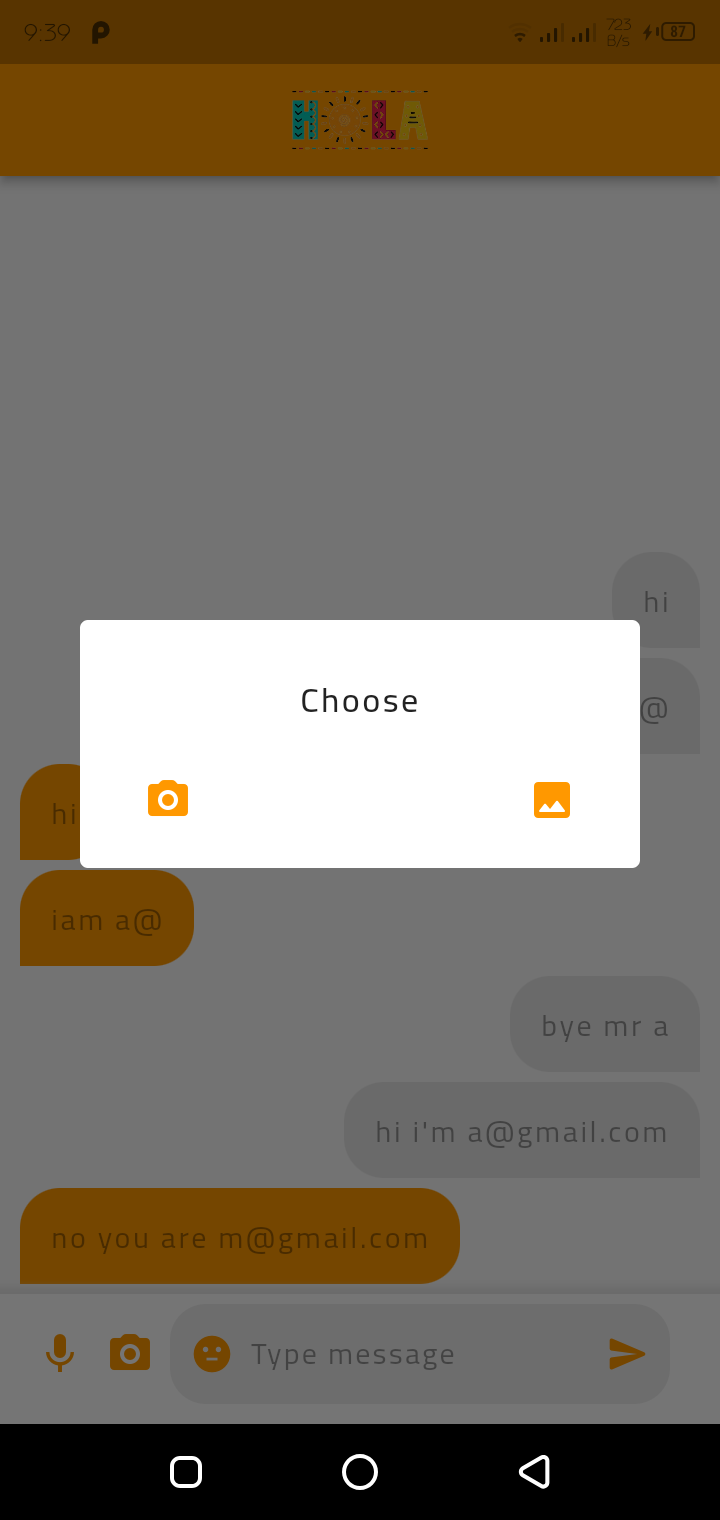 9:39
723
B/s
87
HOLA
hi
@
Choose
hi
iam a@
bye mr a
hi i'm a@gmail.com
no you are m@gmail.com
Type message